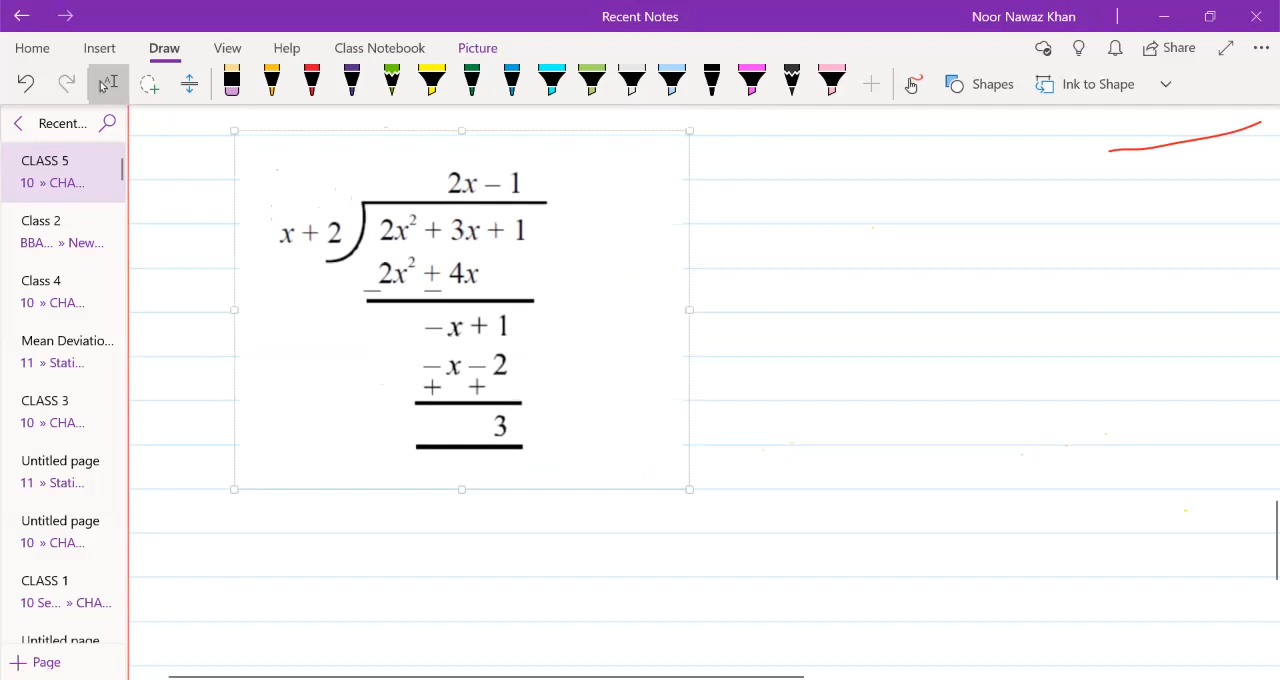 Recent Notes
Noor Nawaz Khan
Home Insert Draw View Help Class Notebook Picture
Share
Shapes
Ink to Shape
Recent...
CLASS 5
10 » CHA...
Class 2
BBA... » New...
Class 4
10 » CHA...
Mean Deviatio...
11 » Stati...
CLASS 3
10 » CHA...
Untitled page
11 » Stati...
Untitled page
10 » CHA...
CLASS 1
10 Se... » CHA...
Untitled page
+ Page
2x – 1
x + 2 ) 2x² + 3x + 1
2x² + 4x
– –
– x + 1
– x – 2
+ +
3